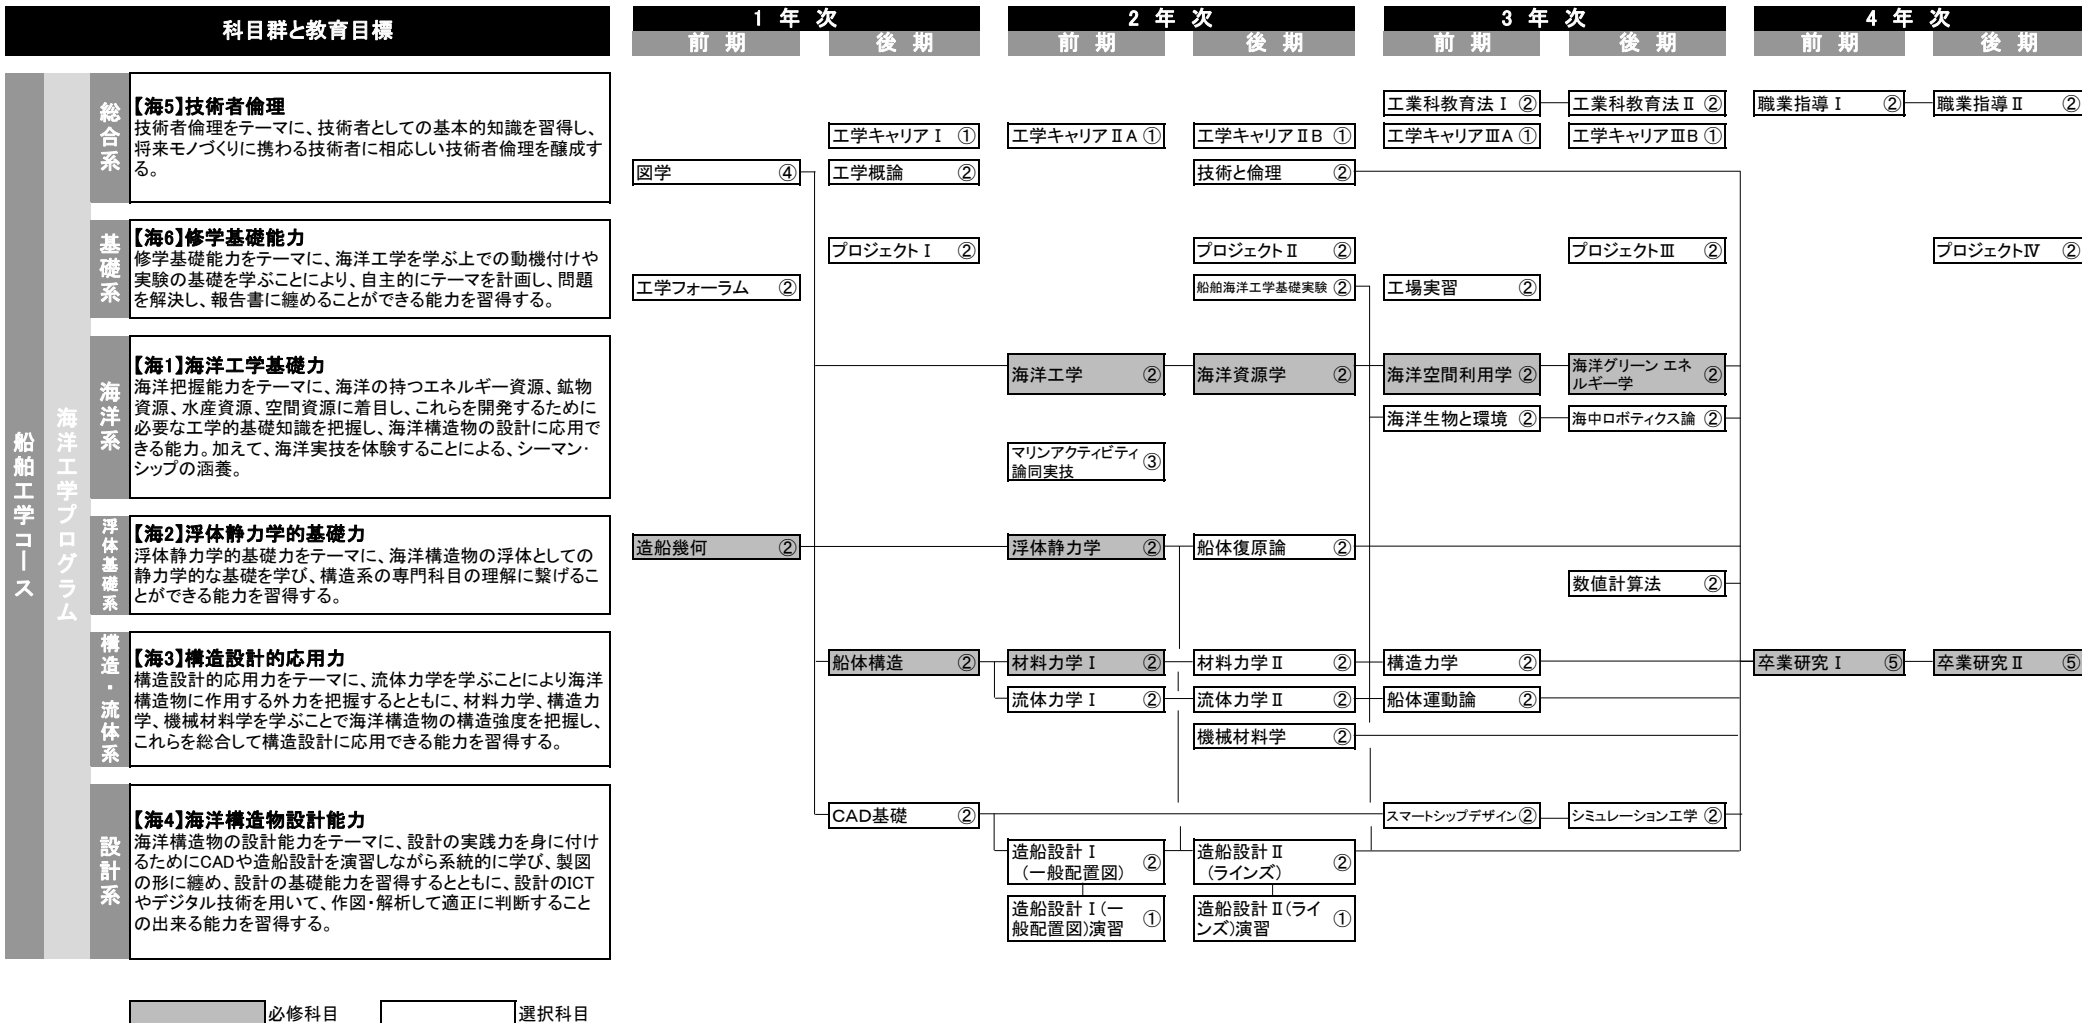 科目群と教育目標
1 年 次
2 年 次
3 年 次
4 年 次
前 期
後 期
前 期
後 期
前 期
後 期
前 期
後 期
船舶工学コース
海洋工学プログラム
総合系
【海5】技術者倫理
技術者倫理をテーマに、技術者としての基本的知識を習得し、
将来モノづくりに携わる技術者に相応しい技術者倫理を醸成す
る。
工業科教育法Ⅰ ②
工業科教育法Ⅱ ②
職業指導Ⅰ ②
職業指導Ⅱ ②
工学キャリアⅠ ①
工学キャリアⅡA ①
工学キャリアⅡB ①
工学キャリアⅢA ①
工学キャリアⅢB ①
図学 ④
工学概論 ②
技術と倫理 ②
基礎系
【海6】修学基礎能力
修学基礎能力をテーマに、海洋工学を学ぶ上での動機付けや
実験の基礎を学ぶことにより、自主的にテーマを計画し、問題
を解決し、報告書に纏めることができる能力を習得する。
プロジェクトⅠ ②
プロジェクトⅡ ②
プロジェクトⅢ ②
プロジェクトⅣ ②
工学フォーラム ②
船舶海洋工学基礎実験 ②
工場実習 ②
海洋系
【海1】海洋工学基礎力
海洋把握能力をテーマに、海洋の持つエネルギー資源、鉱物
資源、水産資源、空間資源に着目し、これらを開発するために
必要な工学的基礎知識を把握し、海洋構造物の設計に応用で
きる能力。加えて、海洋実技を体験することによる、シーマン・
シップの涵養。
海洋工学 ②
海洋資源学 ②
海洋空間利用学 ②
海洋グリーン エネ
ルギー学 ②
海洋生物と環境 ②
海中ロボティクス論 ②
マリンアクティビティ
論同実技 ③
浮体基礎系
【海2】浮体静力学的基礎力
浮体静力学的基礎力をテーマに、海洋構造物の浮体としての
静力学的な基礎を学び、構造系の専門科目の理解に繋げるこ
とができる能力を習得する。
造船幾何 ②
浮体静力学 ②
船体復原論 ②
数値計算法 ②
構造・流体系
【海3】構造設計的応用力
構造設計的応用力をテーマに、流体力を学ぶことにより海洋
構造物に作用する外力を把握するとともに、材料力学、構造力
学、機械材料学を学ぶことで海洋構造物の構造強度を把握し、
これらを総合して構造設計に応用できる能力を習得する。
船体構造 ②
材料力学Ⅰ ②
材料力学Ⅱ ②
構造力学 ②
卒業研究Ⅰ ⑤
卒業研究Ⅱ ⑤
流体力学Ⅰ ②
流体力学Ⅱ ②
船体運動論 ②
機械材料学 ②
設計系
【海4】海洋構造物設計能力
海洋構造物の設計能力をテーマに、設計の実践力を身に付け
るためにCADや造船設計を演習しながら系統的に学び、製図
の形に纏め、設計の基礎能力を習得するとともに、設計のICT
やデジタル技術を用いて、作図・解析して適正に判断すること
の出来る能力を習得する。
CAD基礎 ②
スマートシップデザイン ②
シミュレーション工学 ②
造船設計Ⅰ
(一般配置図) ②
造船設計Ⅱ
(ラインズ) ②
造船設計Ⅰ(一
般配置図)演習 ①
造船設計Ⅱ(ライ
ンズ)演習 ①
必修科目
選択科目